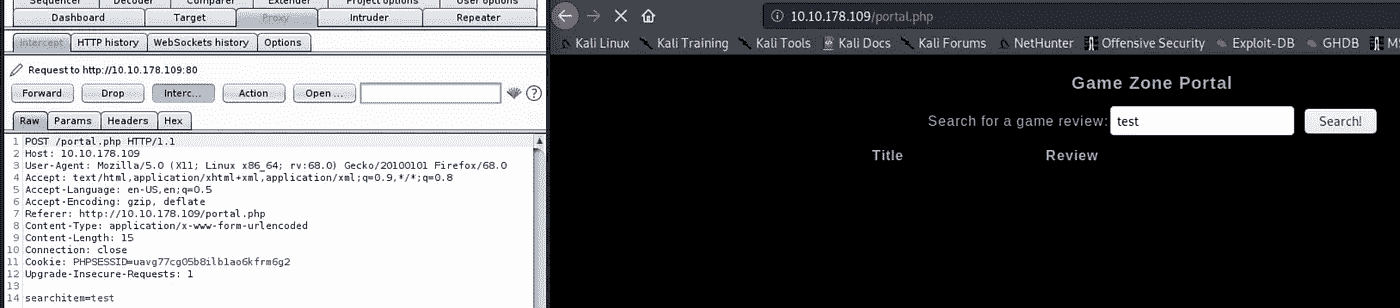 Sequencer Decoder Comparer Extender Project options User options
Dashboard Target Proxy Intruder Repeater
Intercept HTTP history WebSockets history Options
Request to http://10.10.178.109:80
Forward Drop Interc... Action Open ...
Raw Params Headers Hex
1 POST /portal.php HTTP/1.1
2 Host: 10.10.178.109
3 User-Agent: Mozilla/5.0 (X11; Linux x86_64; rv:68.0) Gecko/20100101 Firefox/68.0
4 Accept: text/html,application/xhtml+xml,application/xml;q=0.9,*/*;q=0.8
5 Accept-Language: en-US,en;q=0.5
6 Accept-Encoding: gzip, deflate
7 Referer: http://10.10.178.109/portal.php
8 Content-Type: application/x-www-form-urlencoded
9 Content-Length: 15
10 Connection: close
11 Cookie: PHPSESSID=uavg77cg05b8ilb1ao6kfrm6g2
12 Upgrade-Insecure-Requests: 1
13
14 searchitem=test
10.10.178.109/portal.php
Kali Linux Kali Training Kali Tools Kali Docs Kali Forums NetHunter Offensive Security Exploit-DB GHDB
Game Zone Portal
Search for a game review: test Search!
Title Review